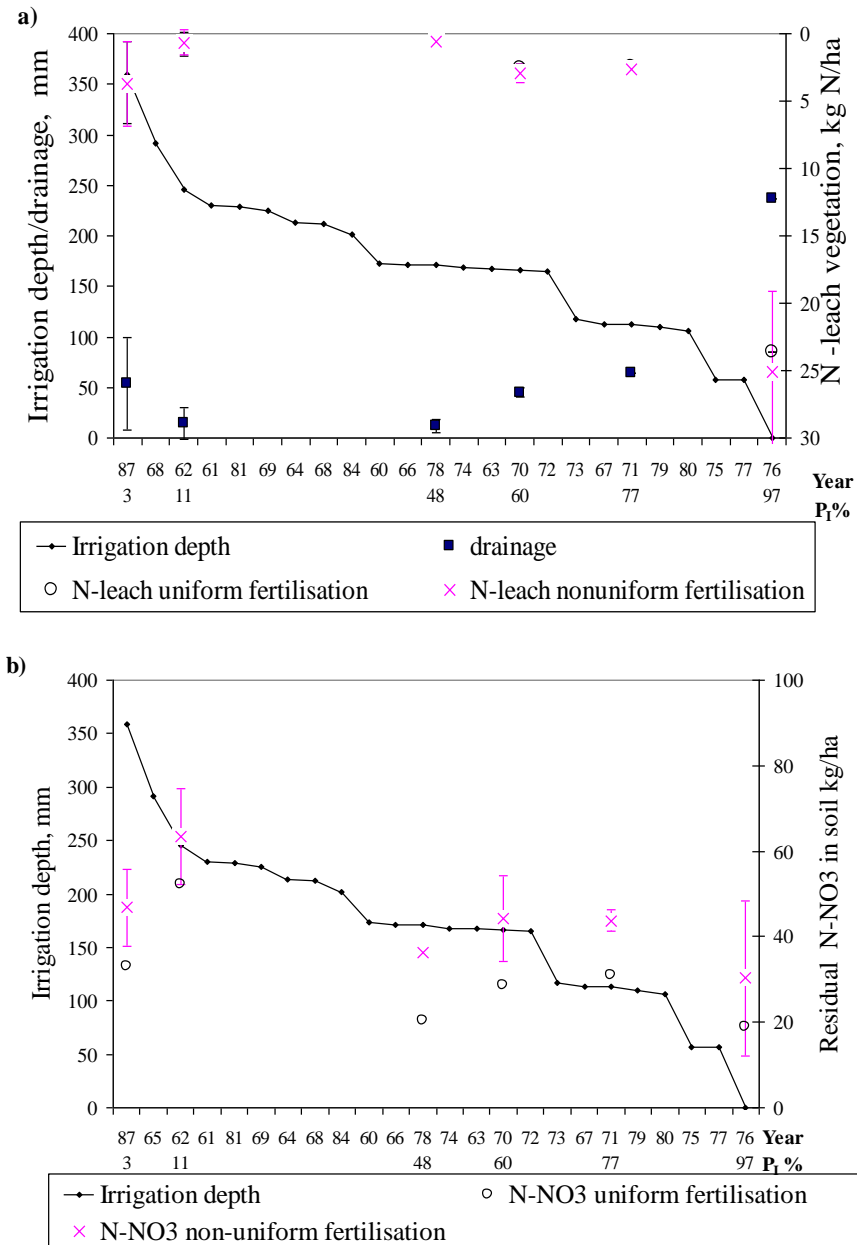 a)
400
350
300
250
200
150
100
50
0
Irrigation depth/drainage, mm
0
5
10
15
20
25
30
N -leach vegetation, kg N/ha
87 68 62 61 81 69 64 68 84 60 66 78 74 63 70 72 73 67 71 79 80 75 77 76 Year
3 11 48 60 77 97
PI%
Irrigation depth
drainage
N-leach uniform fertilisation
N-leach nonuniform fertilisation
b)
400
350
300
250
200
150
100
50
0
Irrigation depth, mm
100
80
60
40
20
0
Residual N-NO3 in soil kg/ha
87 65 62 61 81 69 64 68 84 60 66 78 74 63 70 72 73 67 71 79 80 75 77 76 Year
3 11 48 60 77 97 PI %
Irrigation depth
N-NO3 uniform fertilisation
N-NO3 non-uniform fertilisation